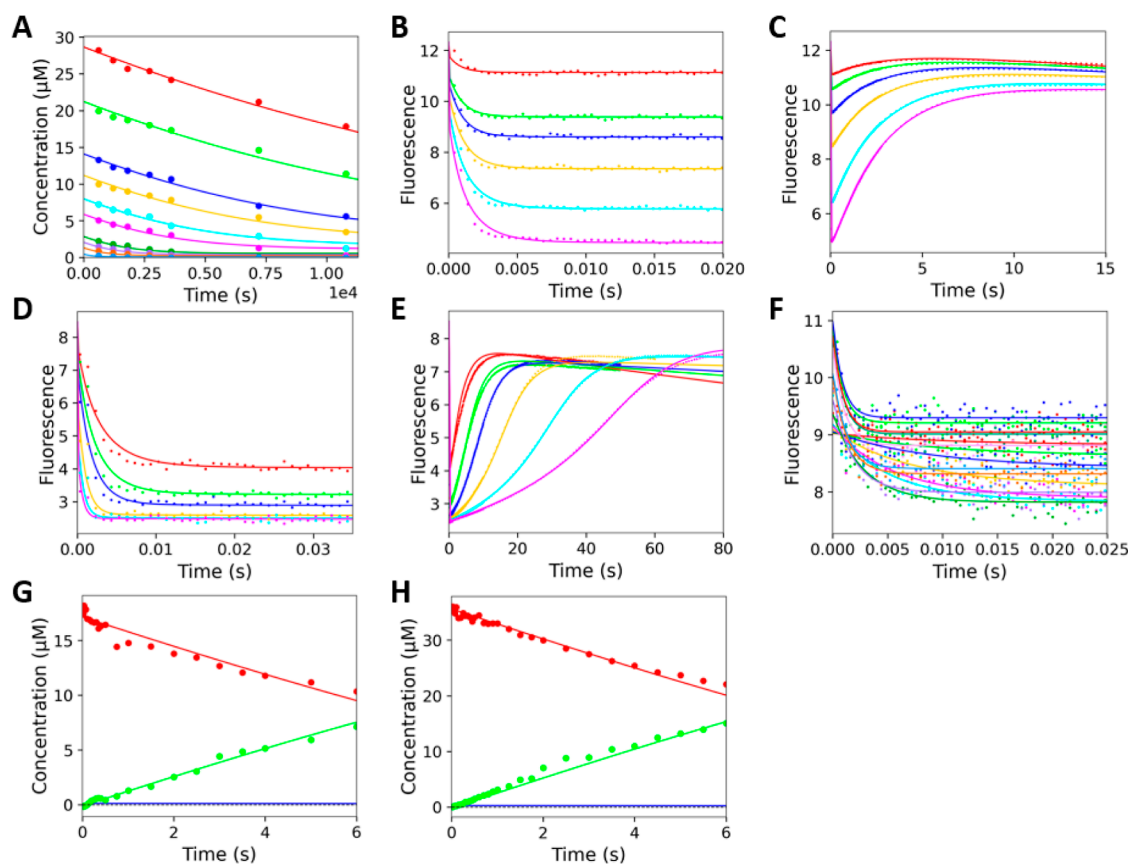 A
B
C
Concentration (µM)
30
25
20
15
10
5
0
0.00 0.25 0.50 0.75 1.00
1e4
Time (s)
Fluorescence
12
10
8
6
0.000 0.005 0.010 0.015 0.020
Time (s)
Fluorescence
12
11
10
9
8
7
6
0 5 10 15
Time (s)
D
E
F
Fluorescence
8
7
6
5
4
3
0.00 0.01 0.02 0.03
Time (s)
Fluorescence
8
7
6
5
4
3
0 20 40 60 80
Time (s)
Fluorescence
11
10
9
8
0.000 0.005 0.010 0.015 0.020 0.025
Time (s)
G
H
Concentration (µM)
15
10
5
0
0 2 4 6
Time (s)
Concentration (µM)
30
20
10
0
0 2 4 6
Time (s)